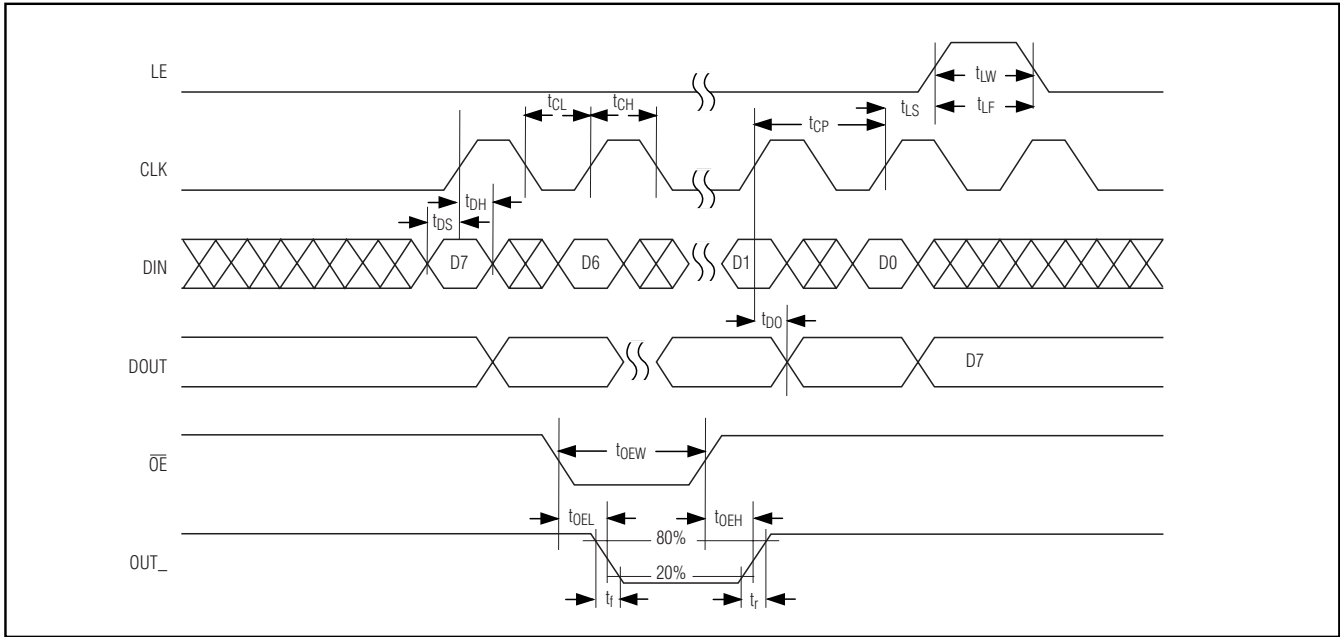 LE
tLW
tLF
tLS
tCL
tCH
tCP
CLK
tDH
tDS
DIN
D7
D6
D1
D0
tDO
DOUT
D7
OE
tOEW
tOEL
tOEH
80%
OUT_
20%
tf
tr